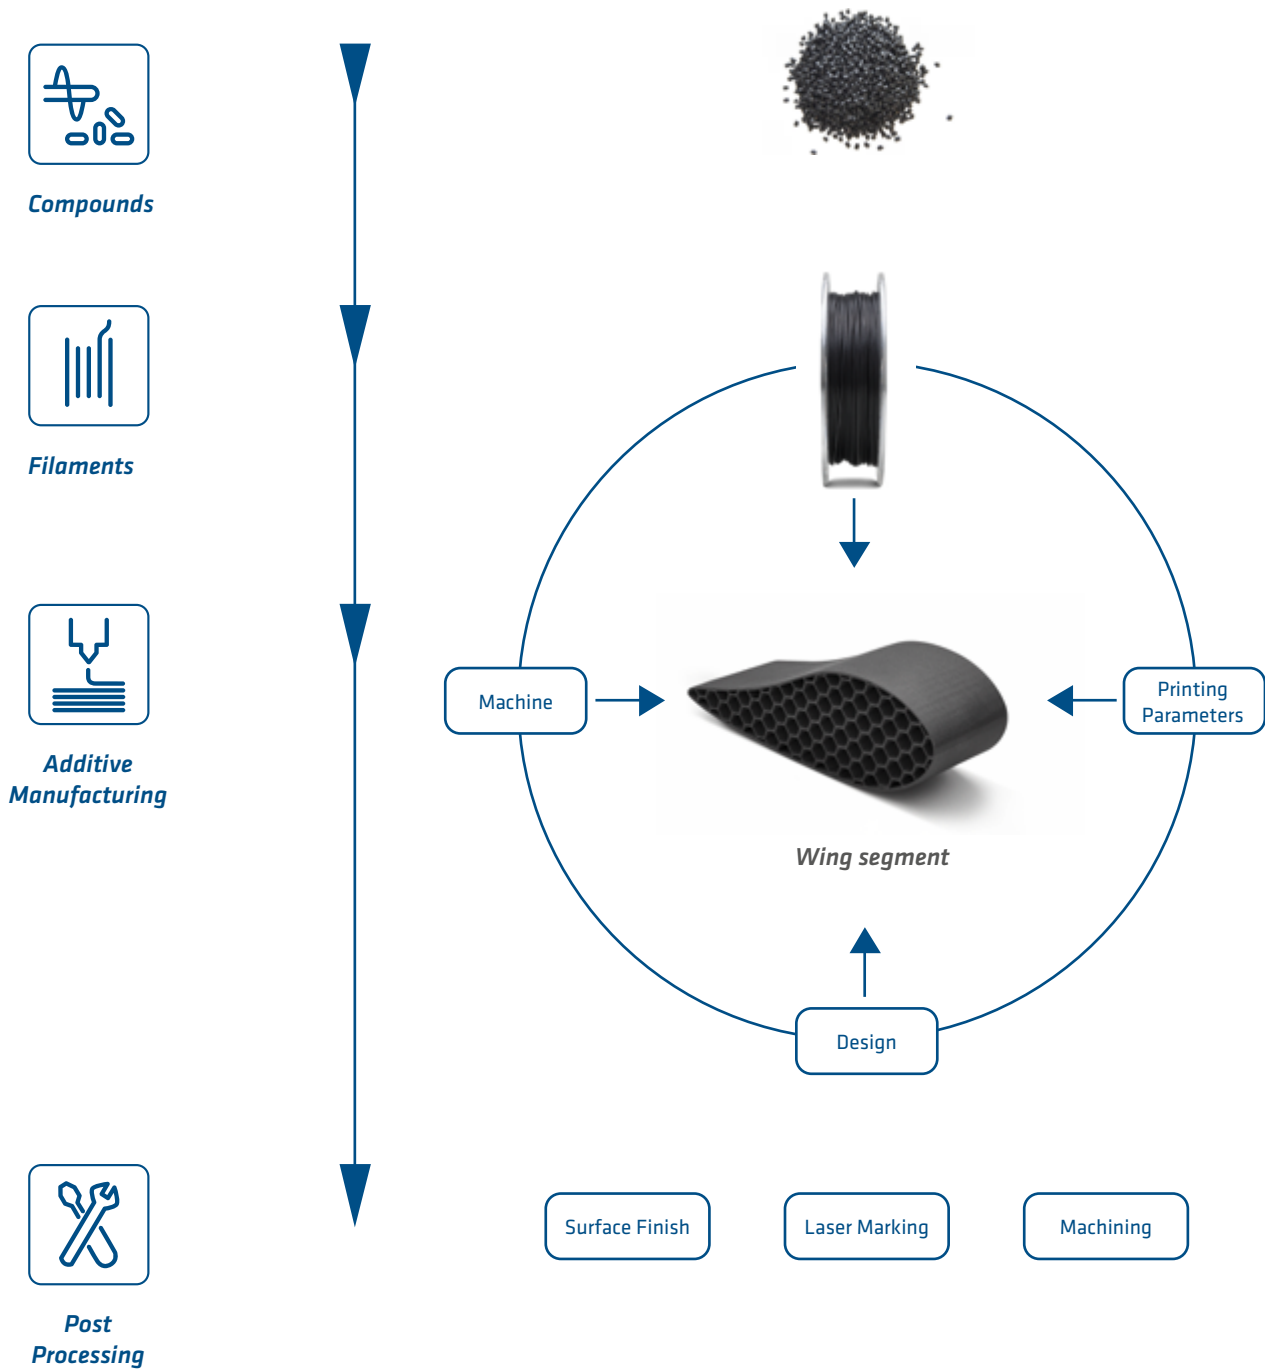 Compounds
Filaments
Machine
Printing
Parameters
Additive
Manufacturing
Wing segment
Design
Surface Finish
Laser Marking
Machining
Post
Processing